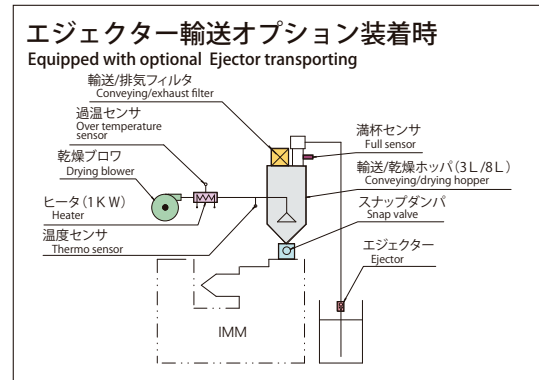 エジェクター輸送オプション装着時
Equipped with optional Ejector transporting
輸送/排気フィルタ
Conveying/exhaust filter
過温センサ
Over temperature
sensor
乾燥ブロワ
Drying blower
ヒータ(1KW)
Heater
温度センサ
Thermo sensor
満杯センサ
Full sensor
輸送/乾燥ホッパ(3L/8L)
Conveying/drying hopper
スナップダンパ
Snap valve
エジェクター
Ejector
IMM